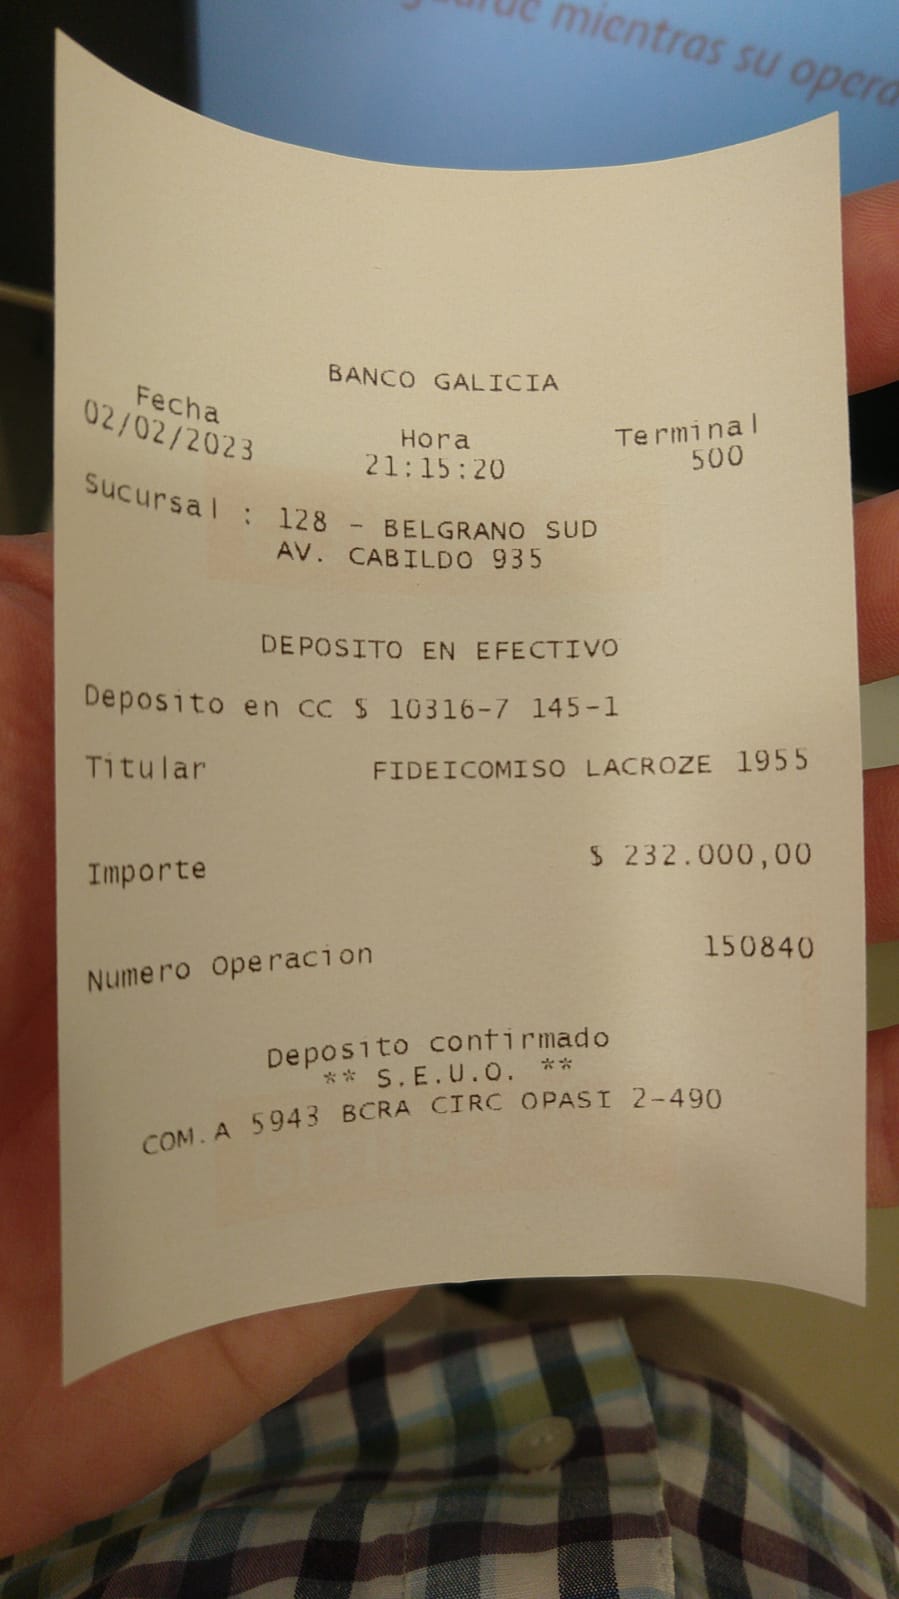 mientras su opera
BANCO GALICIA
Fecha Hora Terminal
02/02/2023 21:15:20 500
Sucursal : 128 - BELGRANO SUD
AV. CABILDO 935
DEPOSITO EN EFECTIVO
Deposito en CC $ 10316-7 145-1
Titular FIDEICOMISO LACROZE 1955
Importe $ 232.000,00
Numero Operacion 150840
Deposito confirmado
** S.E.U.O. **
COM.A 5943 BCRA CIRC OPASI 2-490